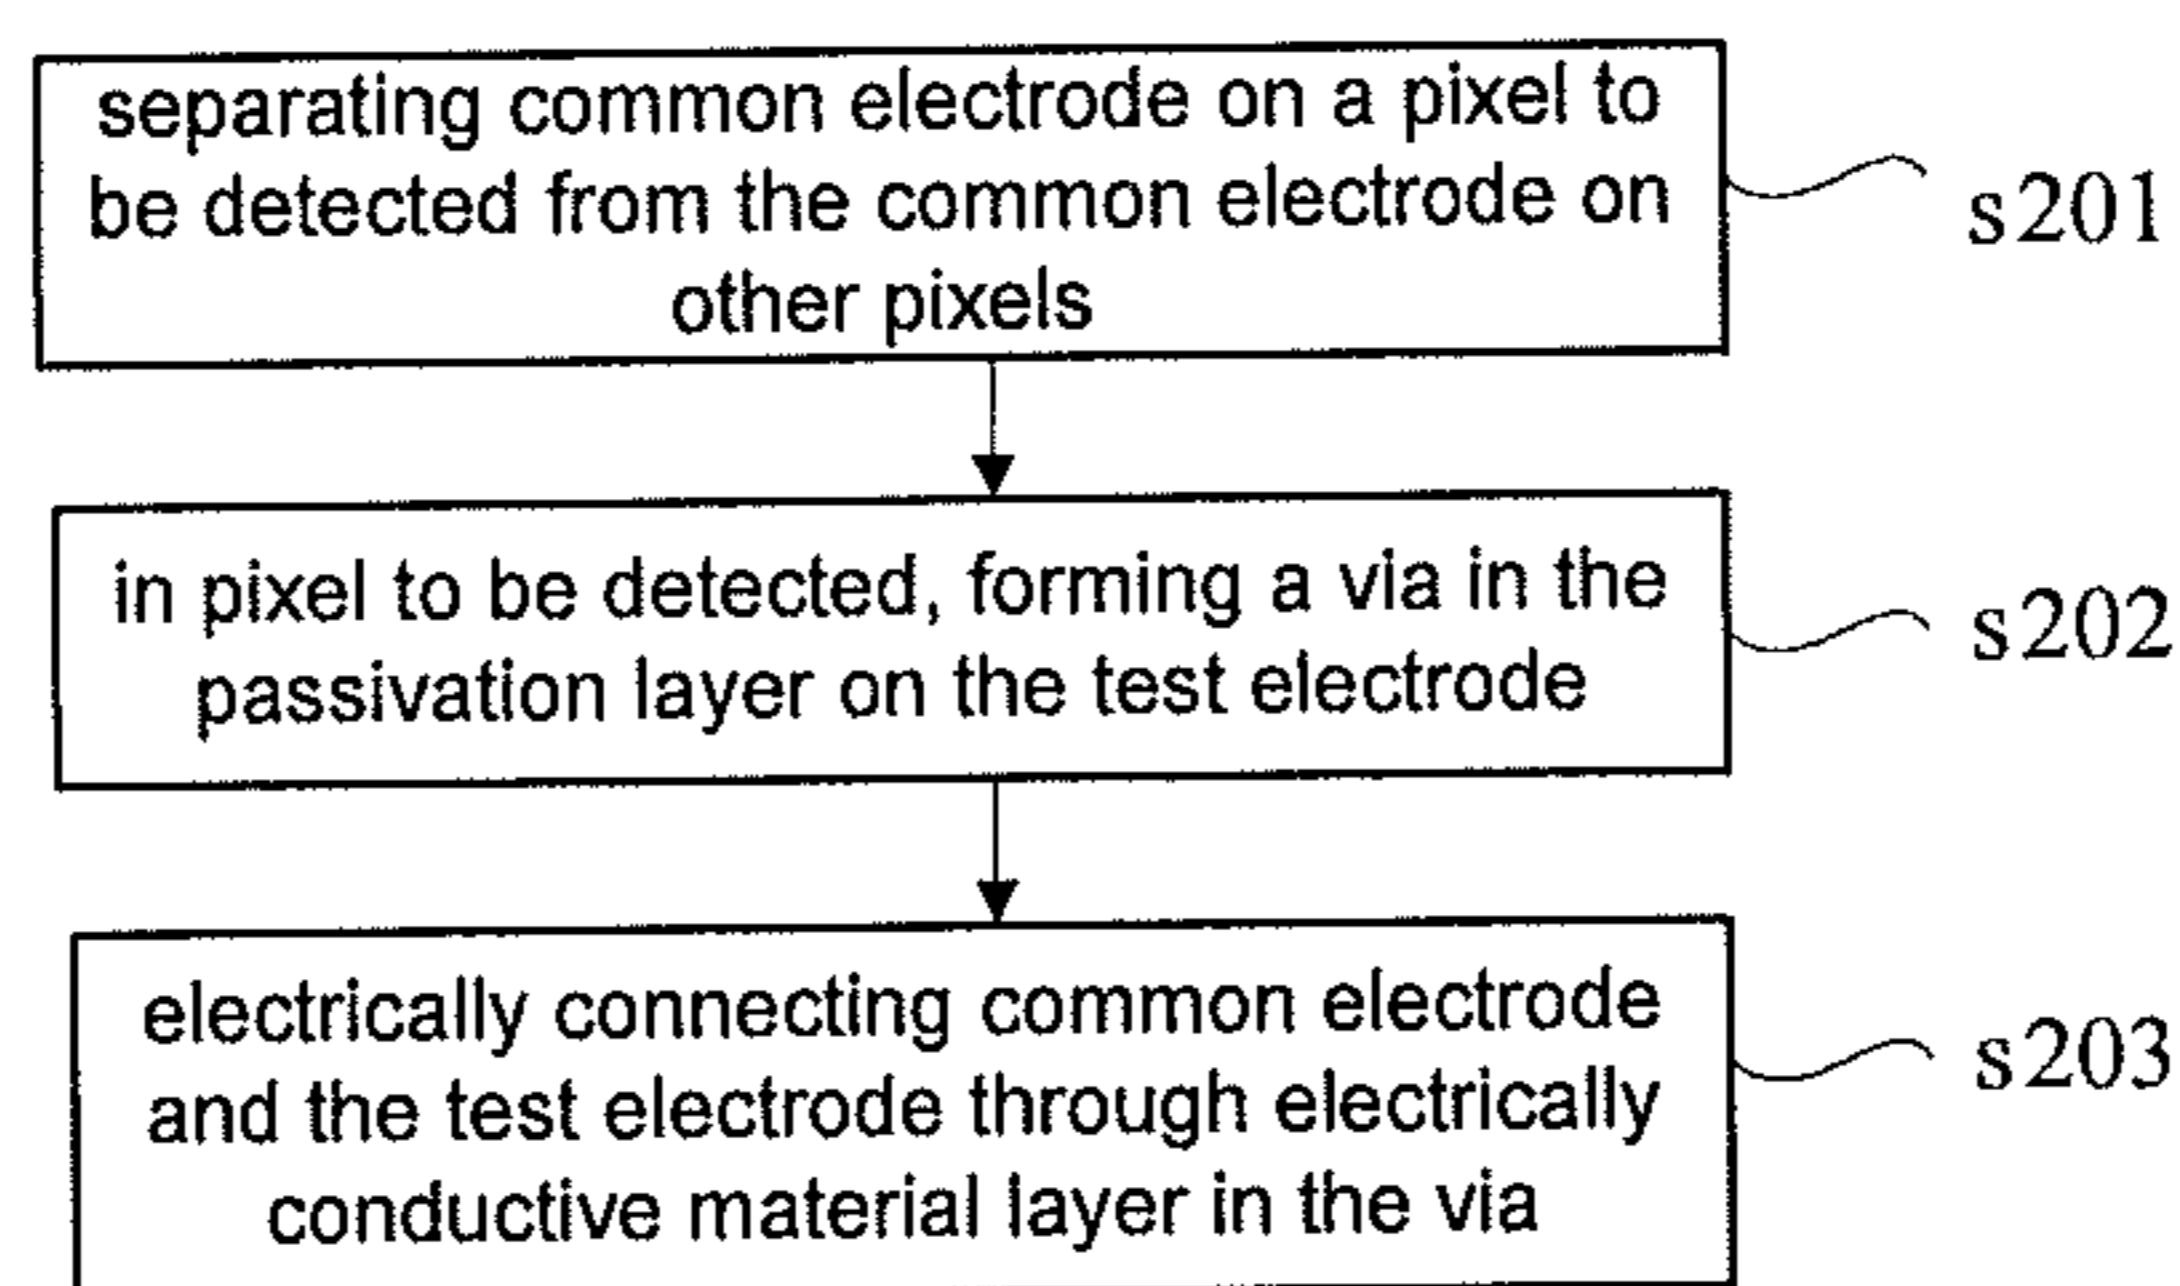 separating common electrode on a pixel to
be detected from the common electrode on
other pixels
s201
in pixel to be detected, forming a via in the
passivation layer on the test electrode
s202
electrically connecting common electrode
and the test electrode through electrically
conductive material layer in the via
s203